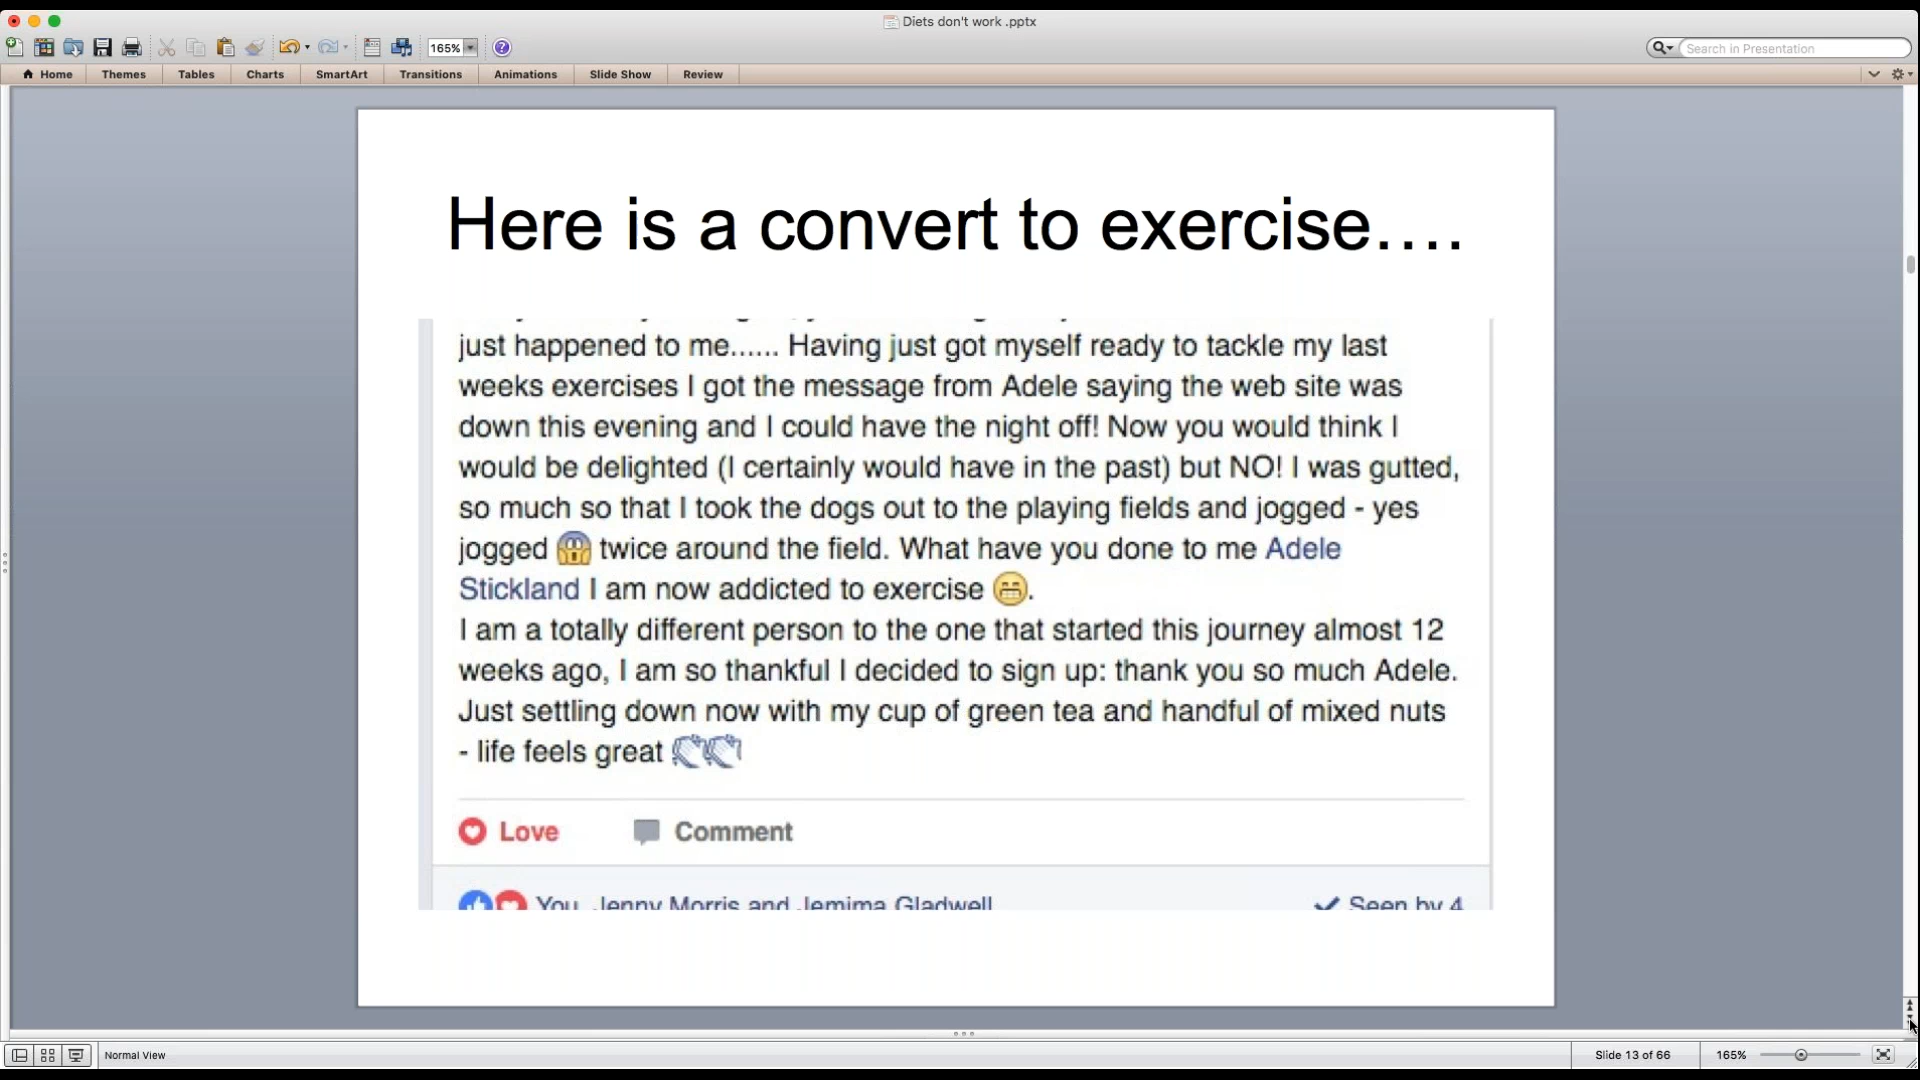 Diets don't work .pptx
165%
Search in Presentation
Home Themes Tables Charts SmartArt Transitions Animations Slide Show Review
Here is a convert to exercise....
just happened to me...... Having just got myself ready to tackle my last
weeks exercises I got the message from Adele saying the web site was
down this evening and I could have the night off! Now you would think I
would be delighted (I certainly would have in the past) but NO! I was gutted,
so much so that I took the dogs out to the playing fields and jogged - yes
jogged 😱 twice around the field. What have you done to me Adele
Stickland I am now addicted to exercise 😁.
I am a totally different person to the one that started this journey almost 12
weeks ago, I am so thankful I decided to sign up: thank you so much Adele.
Just settling down now with my cup of green tea and handful of mixed nuts
- life feels great 👏👏
Love Comment
You, Jenny Morris and Jemima Gladwell Seen by 4
Normal View Slide 13 of 66 165%